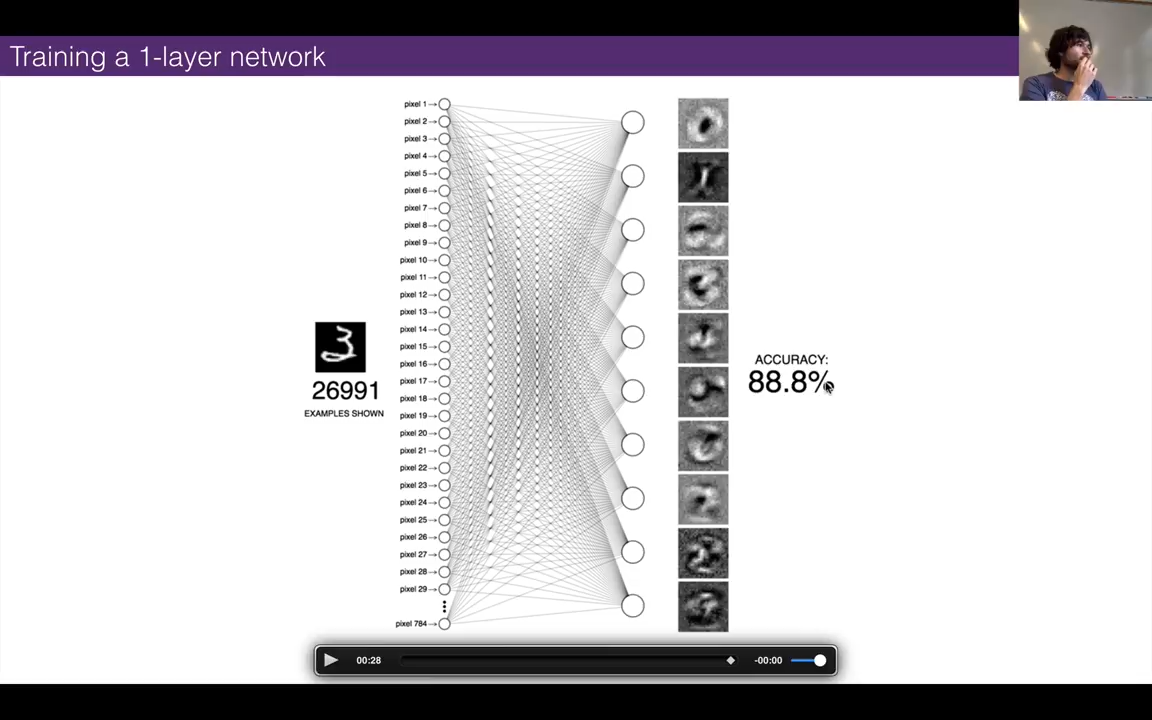 Training a 1-layer network
pixel 1
pixel 2
pixel 3
pixel 4
pixel 5
pixel 6
pixel 7
pixel 8
pixel 9
pixel 10
pixel 11
pixel 12
pixel 13
pixel 14
pixel 15
pixel 16
pixel 17
pixel 18
pixel 19
pixel 20
pixel 21
pixel 22
pixel 23
pixel 24
pixel 25
pixel 26
pixel 27
pixel 28
pixel 29
pixel 784
3
26991
EXAMPLES SHOWN
ACCURACY:
88.8%
00:28
-00:00